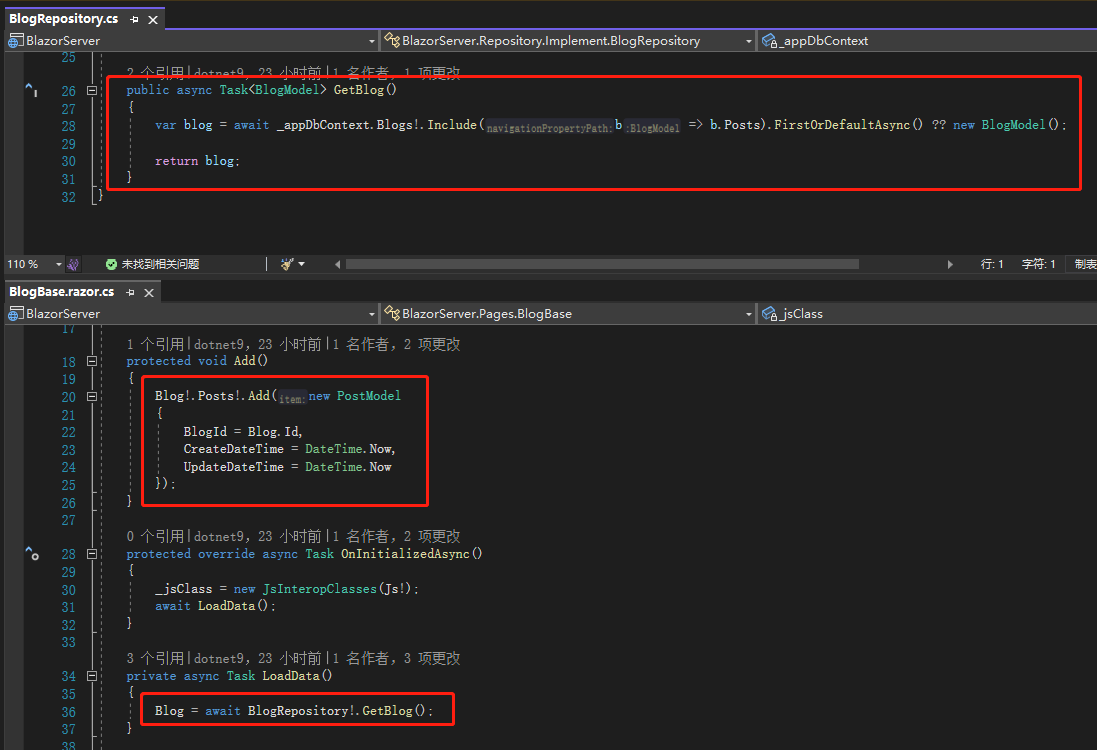 BlogRepository.cs
BlazorServer BlazorServer.Repository.Implement.BlogRepository _appDbContext
25
2 个引用|dotnet9，23 小时前|1 名作者，1 项更改
26 public async Task<BlogModel> GetBlog()
27 {
28 var blog = await _appDbContext.Blogs!.Include(navigationPropertyPath: b :BlogModel => b.Posts).FirstOrDefaultAsync() ?? new BlogModel();
29
30 return blog;
31 }
32 }
110 % 未找到相关问题 行: 1 字符: 1 制表
BlogBase.razor.cs
BlazorServer BlazorServer.Pages.BlogBase _jsClass
17
1 个引用|dotnet9，23 小时前|1 名作者，2 项更改
18 protected void Add()
19 {
20 Blog!.Posts!.Add(item: new PostModel
21 {
22 BlogId = Blog.Id,
23 CreateDateTime = DateTime.Now,
24 UpdateDateTime = DateTime.Now
25 });
26 }
27
0 个引用|dotnet9，23 小时前|1 名作者，2 项更改
28 protected override async Task OnInitializedAsync()
29 {
30 _jsClass = new JsInteropClasses(Js!);
31 await LoadData();
32 }
33
3 个引用|dotnet9，23 小时前|1 名作者，3 项更改
34 private async Task LoadData()
35 {
36 Blog = await BlogRepository!.GetBlog();
37 }
38